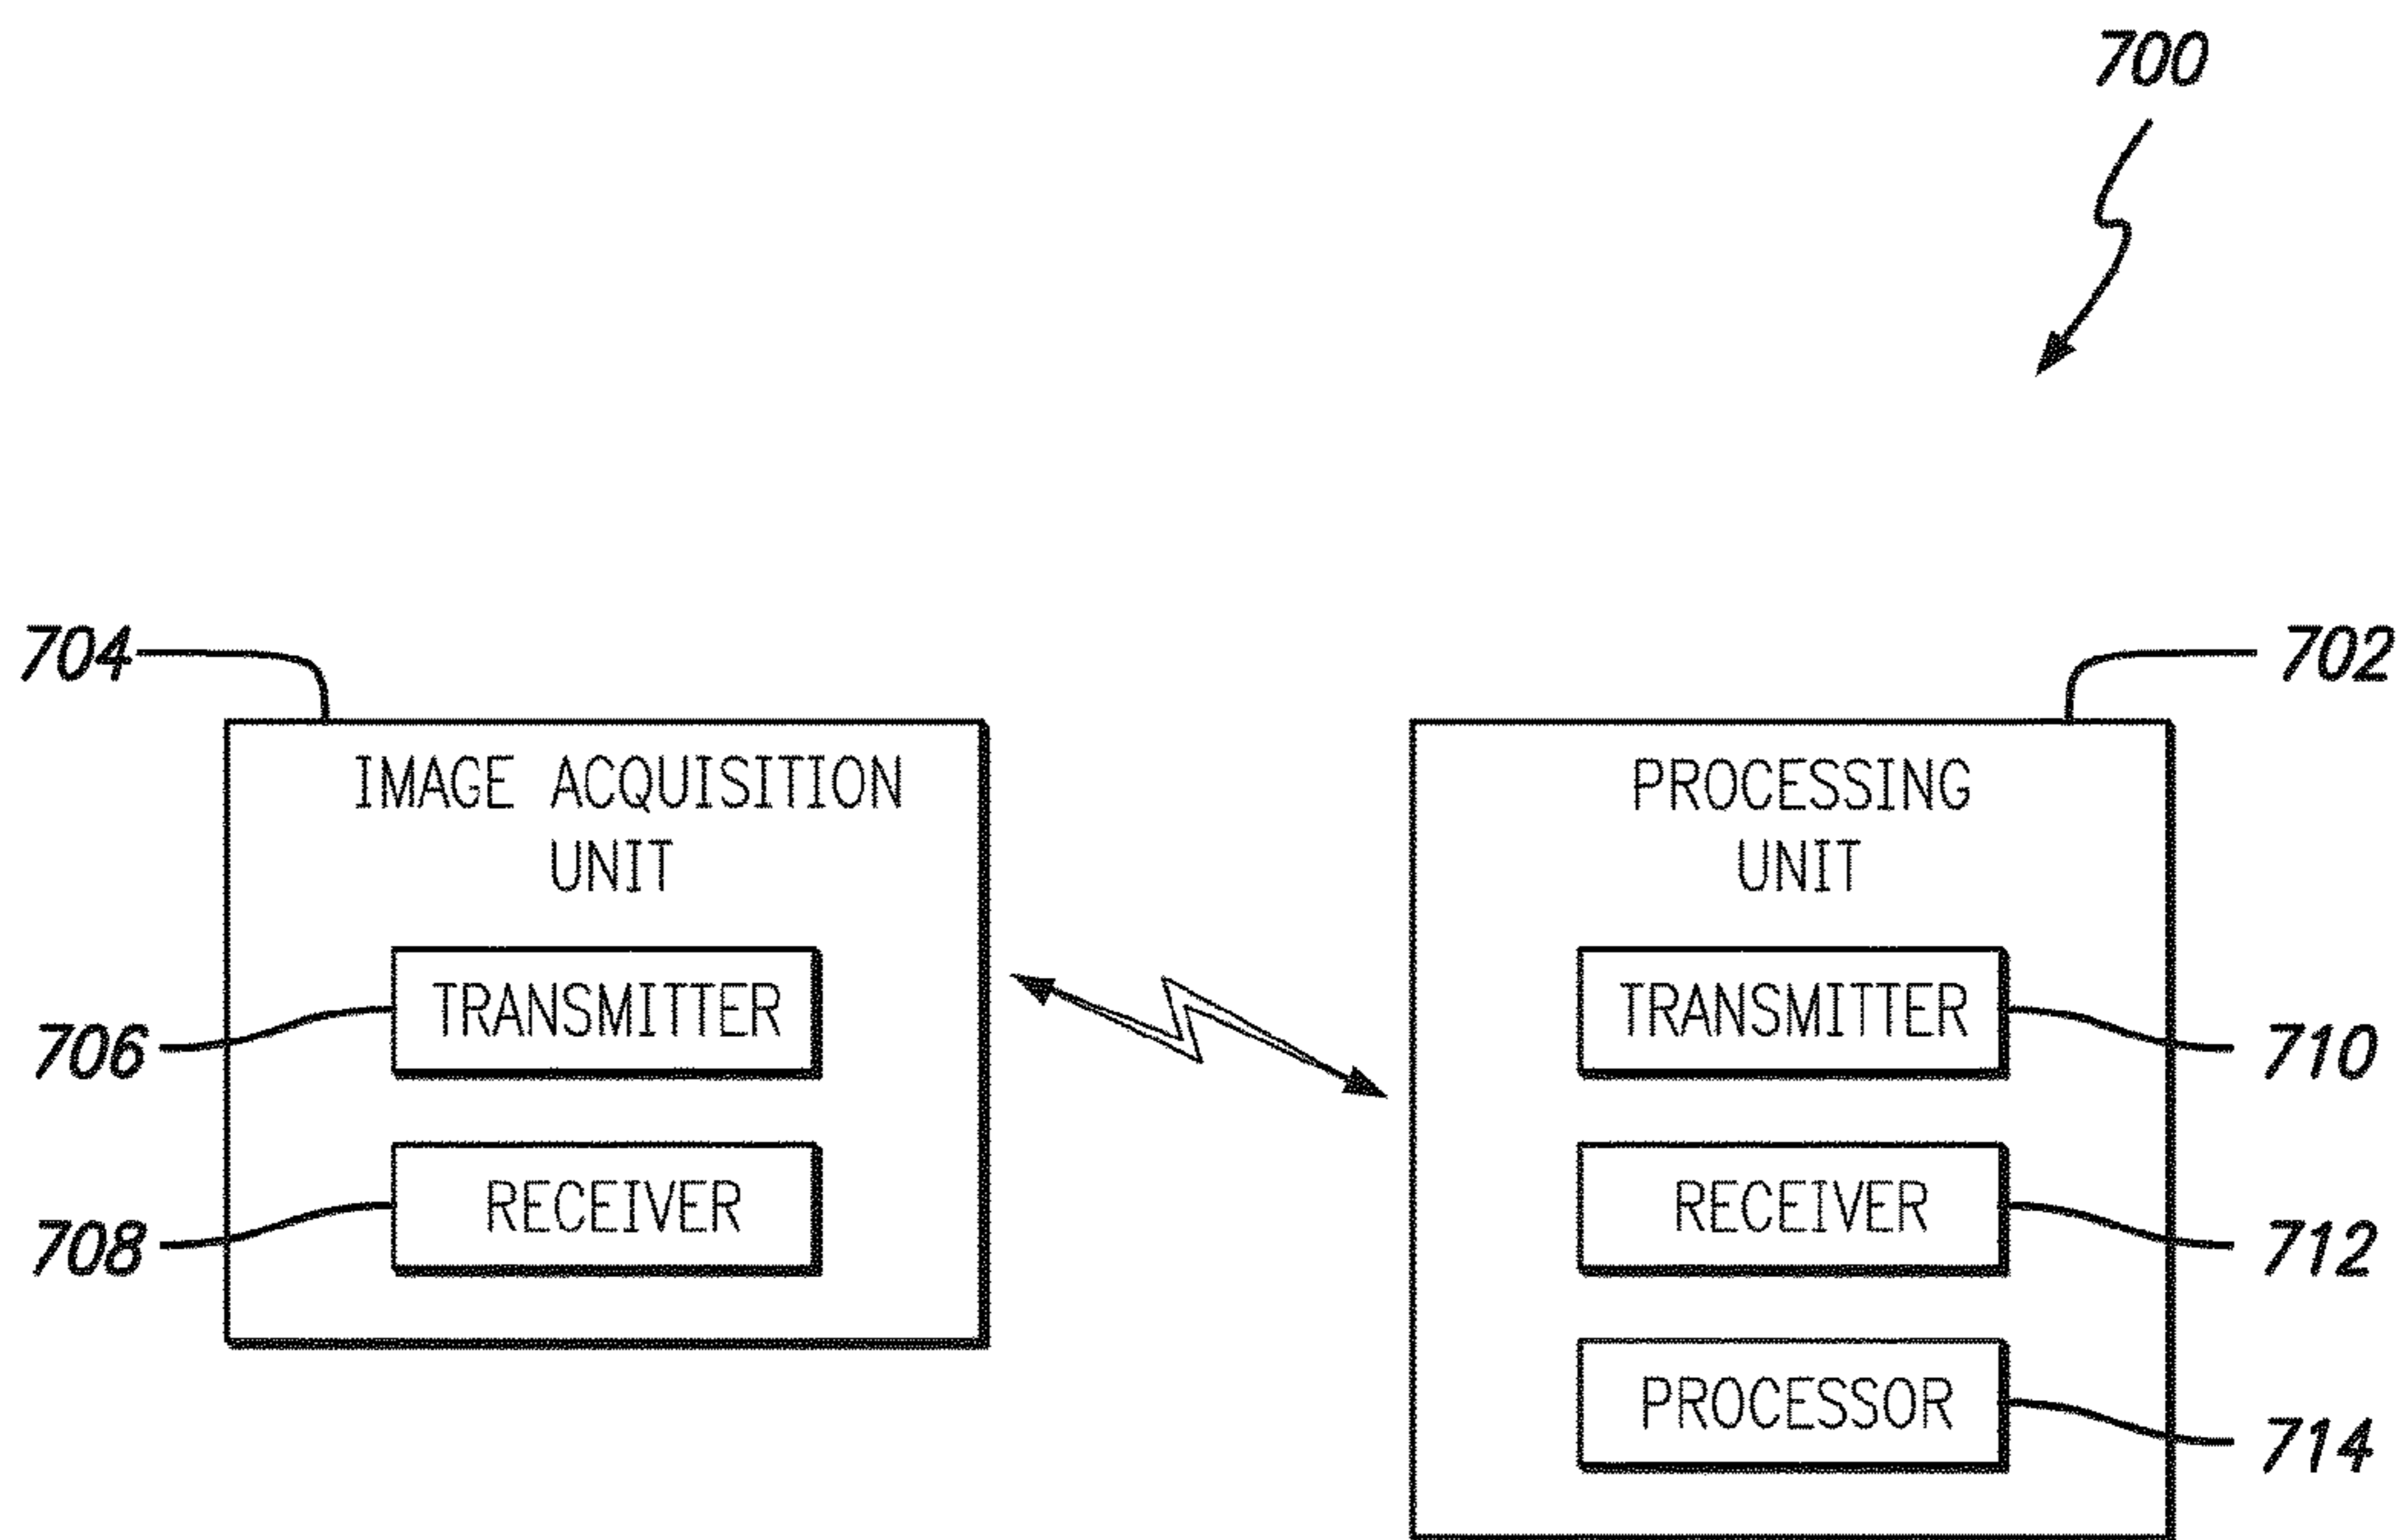 700
704
702
IMAGE ACQUISITION
UNIT
PROCESSING
UNIT
706
TRANSMITTER
TRANSMITTER
710
708
RECEIVER
RECEIVER
712
PROCESSOR
714